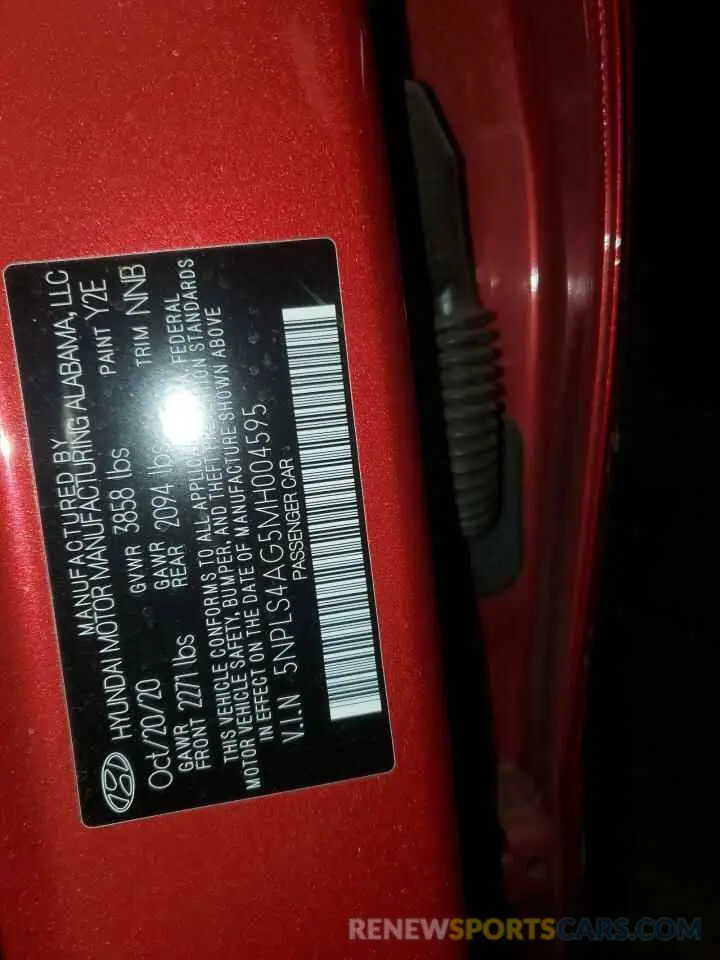 MANUFACTURED BY
HYUNDAI MOTOR MANUFACTURING ALABAMA, LLC
Oct/20/20 GVWR 3858 lbs PAINT Y2E
GAWR FRONT 2271 lbs GAWR REAR 2094 lbs TRIM NNB
THIS VEHICLE CONFORMS TO ALL FEDERAL
MOTOR VEHICLE SAFETY, BUMPER, AND THEFT STANDARDS
IN EFFECT ON THE DATE OF MANUFACTURE SHOWN ABOVE
V.I.N 5NPLS4AG5MH004595
PASSENGER CAR
RENEWSPORTSCARS.COM